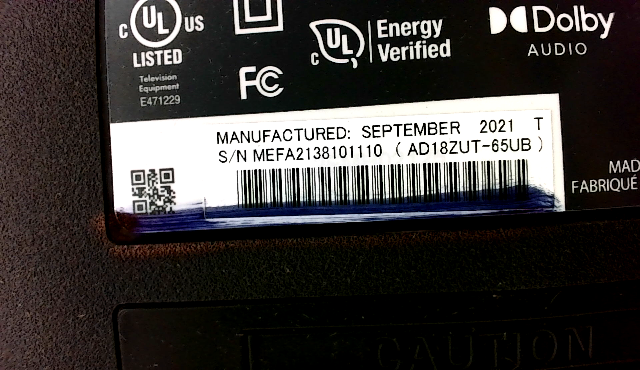 c UL US
LISTED
Television
Equipment
E471229
FC
c UL Energy
Verified
Dolby
AUDIO
MANUFACTURED: SEPTEMBER 2021 T
S/N MEFA2138101110 ( AD18ZUT-65UB )
MAD
FABRIQUÉ
CAUTION